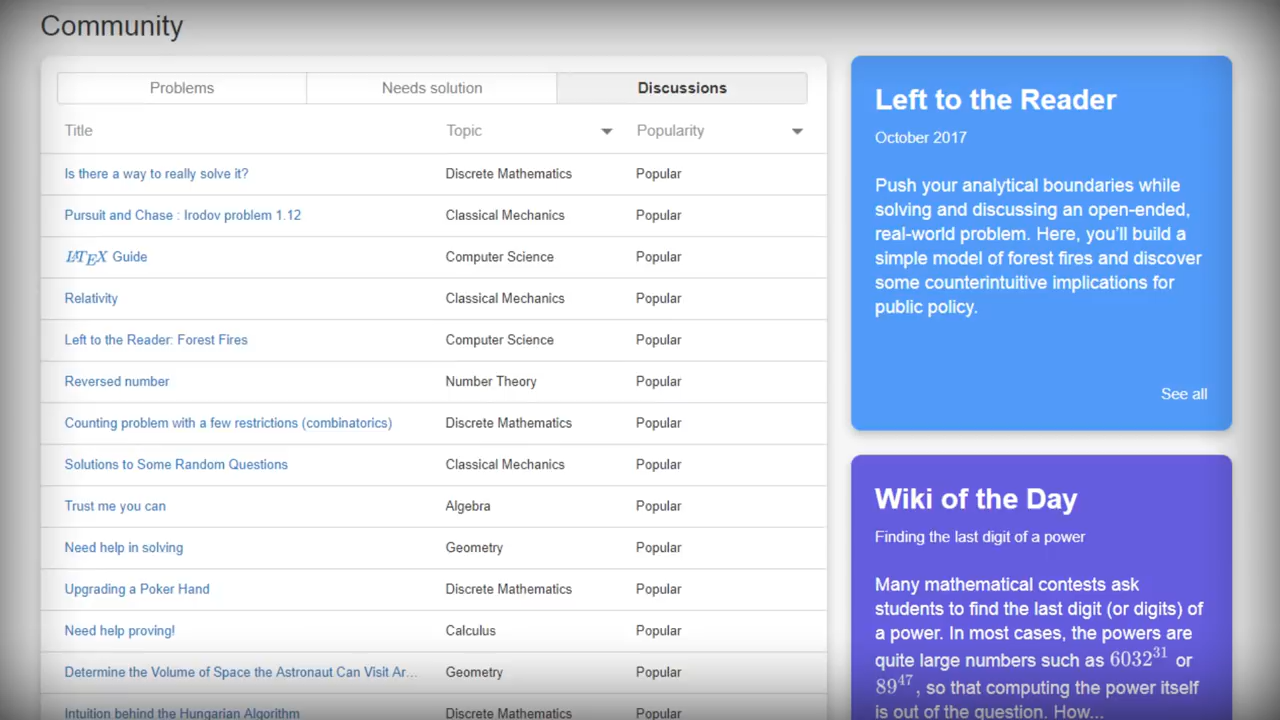 Community
Problems Needs solution Discussions
Title Topic Popularity
Is there a way to really solve it? Discrete Mathematics Popular
Pursuit and Chase : Irodov problem 1.12 Classical Mechanics Popular
LATEX Guide Computer Science Popular
Relativity Classical Mechanics Popular
Left to the Reader: Forest Fires Computer Science Popular
Reversed number Number Theory Popular
Counting problem with a few restrictions (combinatorics) Discrete Mathematics Popular
Solutions to Some Random Questions Classical Mechanics Popular
Trust me you can Algebra Popular
Need help in solving Geometry Popular
Upgrading a Poker Hand Discrete Mathematics Popular
Need help proving! Calculus Popular
Determine the Volume of Space the Astronaut Can Visit Ar... Geometry Popular
Intuition behind the Hungarian Algorithm Discrete Mathematics Popular
Left to the Reader
October 2017
Push your analytical boundaries while
solving and discussing an open-ended,
real-world problem. Here, you'll build a
simple model of forest fires and discover
some counterintuitive implications for
public policy.
See all
Wiki of the Day
Finding the last digit of a power
Many mathematical contests ask
students to find the last digit (or digits) of
a power. In most cases, the powers are
quite large numbers such as 6032³¹ or
89⁴⁷, so that computing the power itself
is out of the question. How...